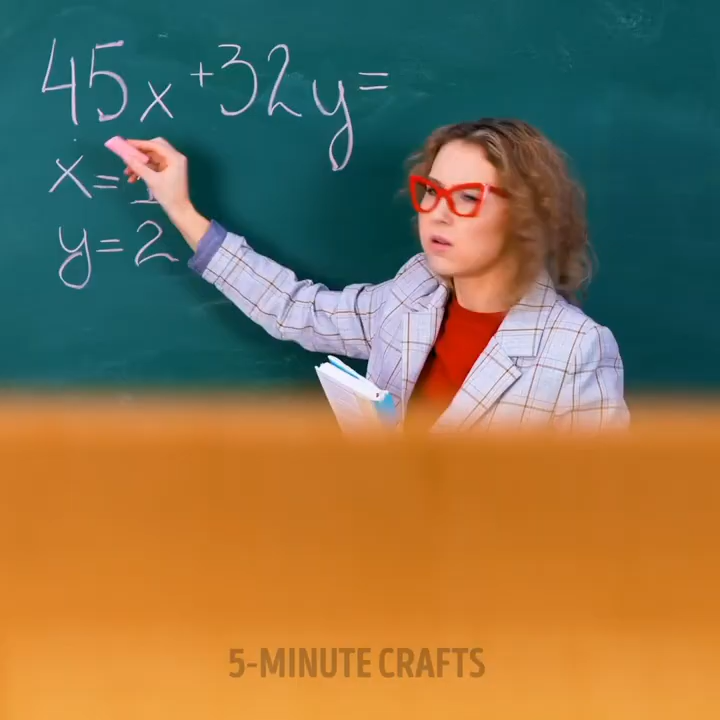 45x+32y=
x=
y=2
5-MINUTE CRAFTS